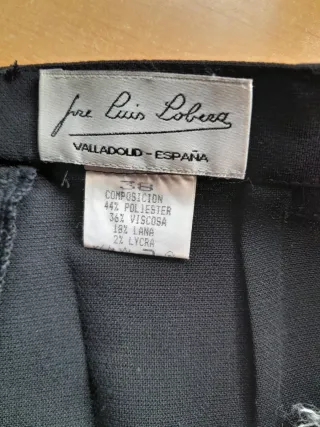 Jose Luis Lobera
VALLADOLID - ESPAÑA
38
COMPOSICION
44% POLIESTER
36% VISCOSA
18% LANA
2% LYCRA